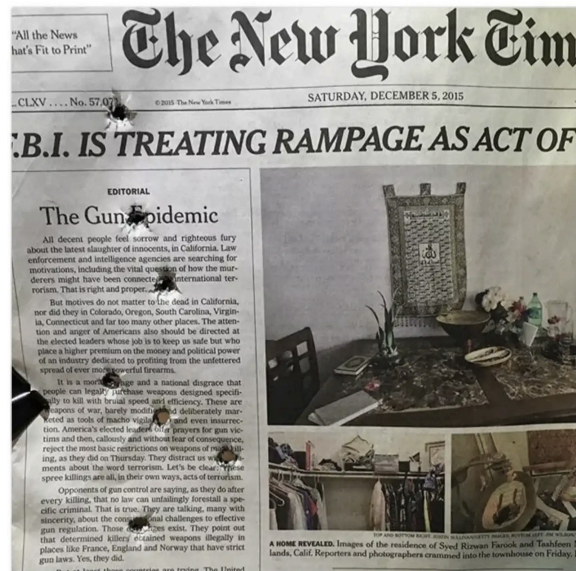 "All the News
hat's Fit to Print"
The New York Tim
CLXV .... No. 57,07
© 2015 The New York Times
SATURDAY, DECEMBER 5, 2015
F.B.I. IS TREATING RAMPAGE AS ACT OF
EDITORIAL
The Gun Epidemic
All decent people feel sorrow and righteous fury
about the latest slaughter of innocents, in California. Law
enforcement and intelligence agencies are searching for
motivations, including the vital question of how the mur-
derers might have been connected international ter-
rorism. That is right and proper.
But motives do not matter to the dead in California,
nor did they in Colorado, Oregon, South Carolina, Virgin-
ia, Connecticut and far too many other places. The atten-
tion and anger of Americans also should be directed at
the elected leaders whose job is to keep us safe but who
place a higher premium on the money and political power
of an industry dedicated to profiting from the unfettered
spread of ever more powerful firearms.
It is a moral outrage and a national disgrace that
people can legally purchase weapons designed specifi-
ally to kill with brutal speed and efficiency. These are
weapons of war, barely modified deliberately mar-
keted as tools of macho vigila and even insurrec-
tion. America's elected leaders offer prayers for gun vic-
tims and then, callously and without fear of consequence,
reject the most basic restrictions on weapons of kill-
ing, as they did on Thursday. They distract us with
ments about the word terrorism. Let's be clear: These
spree killings are all, in their own ways, acts of terrorism.
Opponents of gun control are saying, as they do after
every killing, that no law can unfailingly forestall a spe-
cific criminal. That is true. They are talking, many with
sincerity, about the cons nal challenges to effective
gun regulation. Those exist. They point out
that determined killers obtained weapons illegally in
places like France, England and Norway that have strict
gun laws. Yes, they did.
But at least those countries are trying. The United
A HOME REVEALED. Images of the residence of Syed Rizwan Farook and Tashfeen
lands, Calif. Reporters and photographers crammed into the townhouse on Friday.